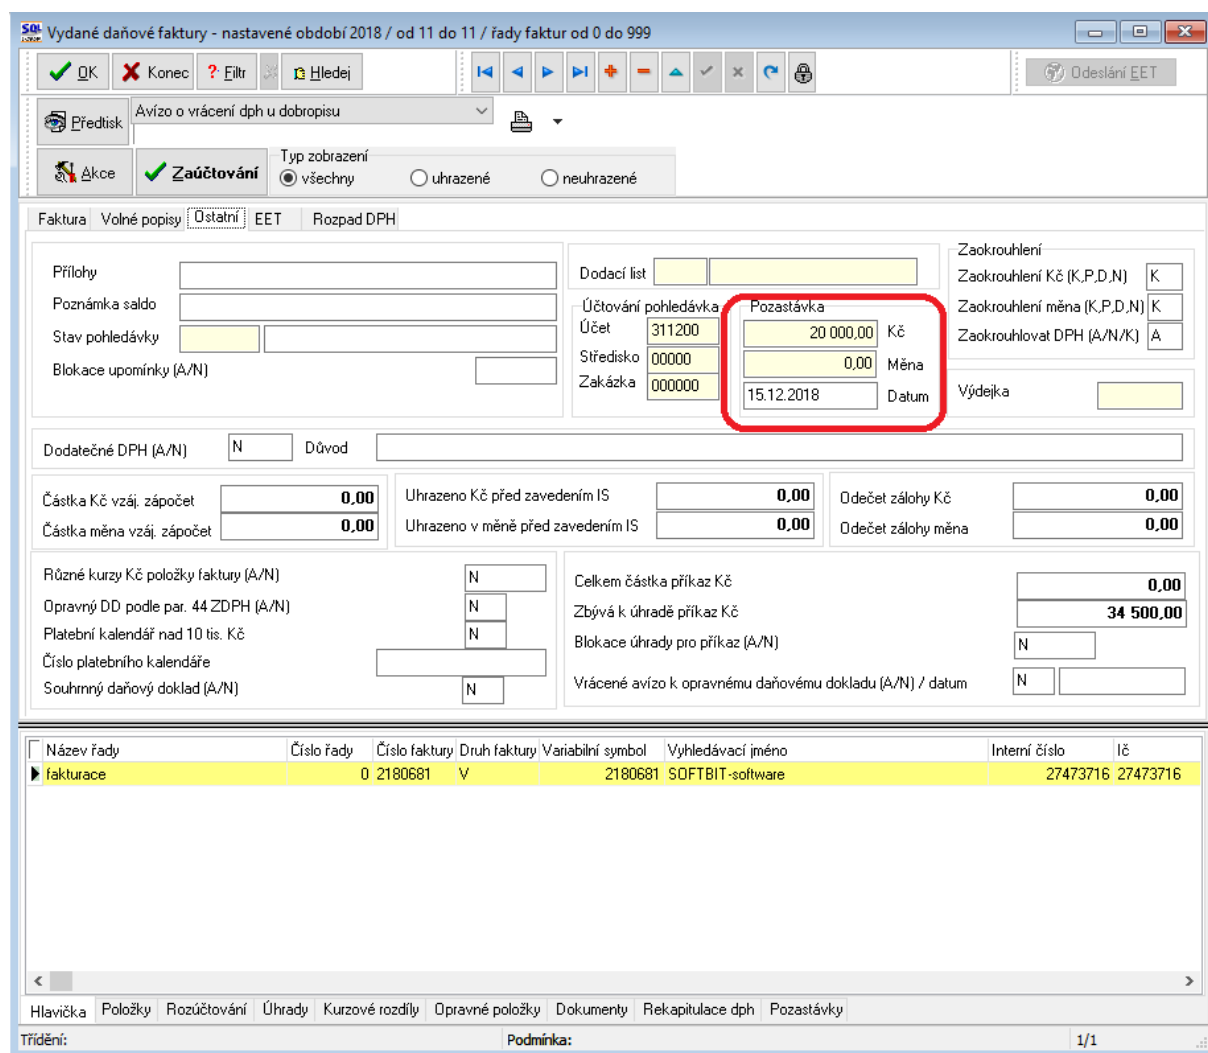 Vydané daňové faktury - nastavené období 2018 / od 11 do 11 / řady faktur od 0 do 999
OK Konec Filtr Hledej Odeslání EET
Předtisk Avízo o vrácení dph u dobropisu
Akce Zaúčtování Typ zobrazení všechny uhrazené neuhrazené
Faktura Volné popisy Ostatní EET Rozpad DPH
Přílohy
Poznámka saldo
Stav pohledávky
Blokace upomínky (A/N)
Dodací list
Účtování pohledávka
Účet 311200
Středisko 00000
Zakázka 000000
Pozastávka
20 000,00 Kč
0,00 Měna
15.12.2018 Datum
Zaokrouhlení
Zaokrouhlení Kč (K,P,D,N) K
Zaokrouhlení měna (K,P,D,N) K
Zaokrouhlovat DPH (A/N/K) A
Výdejka
Dodatečné DPH (A/N) N Důvod
Částka Kč vzáj. zápočet 0,00
Částka měna vzáj. zápočet 0,00
Uhrazeno Kč před zavedením IS 0,00
Uhrazeno v měně před zavedením IS 0,00
Odečet zálohy Kč 0,00
Odečet zálohy měna 0,00
Různé kurzy Kč položky faktury (A/N) N
Opravný DD podle par. 44 ZDPH (A/N) N
Platební kalendář nad 10 tis. Kč N
Číslo platebního kalendáře
Souhrnný daňový doklad (A/N) N
Celkem částka příkaz Kč 0,00
Zbývá k úhradě příkaz Kč 34 500,00
Blokace úhrady pro příkaz (A/N) N
Vrácené avízo k opravnému daňovému dokladu (A/N) / datum N
Název řady Číslo řady Číslo faktury Druh faktury Variabilní symbol Vyhledávací jméno Interní číslo Ič
fakturace 0 2180681 V 2180681 SOFTBIT-software 27473716 27473716
Hlavička Položky Rozúčtování Úhrady Kurzové rozdíly Opravné položky Dokumenty Rekapitulace dph Pozastávky
Třídění: Podmínka: 1/1